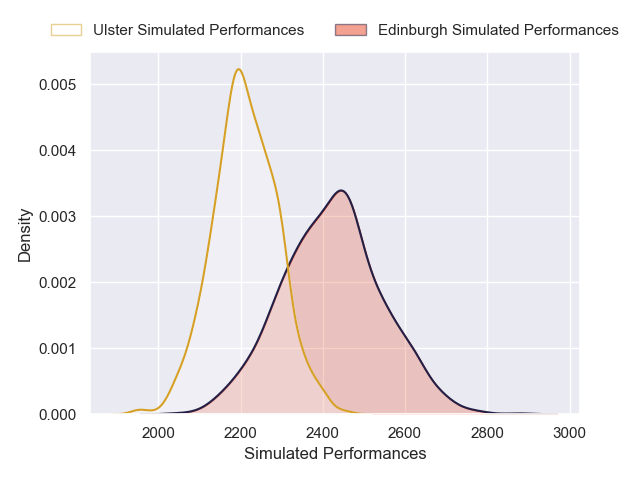 Ulster Simulated Performances Edinburgh Simulated Performances
0.005
0.004
0.003
0.002
0.001
0.000
Density
2000 2200 2400 2600 2800 3000
Simulated Performances